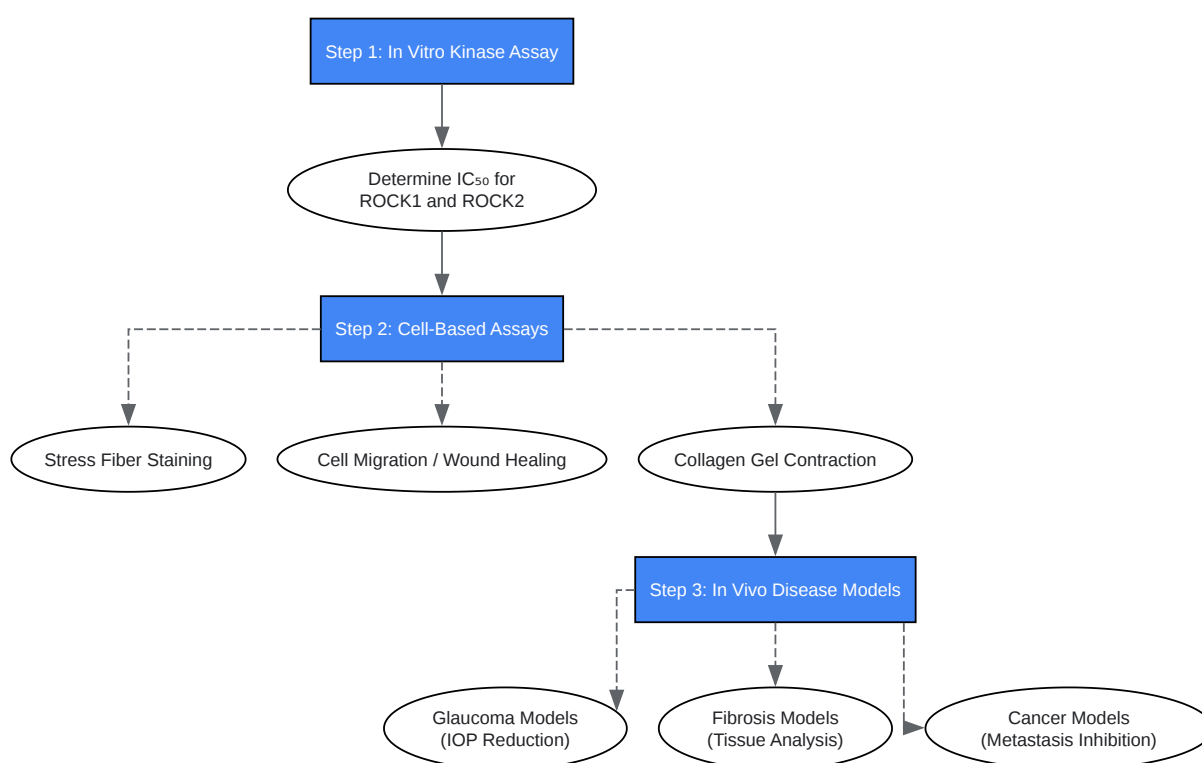 Step 1: In Vitro Kinase Assay
Determine IC₅₀ for
ROCK1 and ROCK2
Step 2: Cell-Based Assays
Stress Fiber Staining
Cell Migration / Wound Healing
Collagen Gel Contraction
Step 3: In Vivo Disease Models
Glaucoma Models
(IOP Reduction)
Fibrosis Models
(Tissue Analysis)
Cancer Models
(Metastasis Inhibition)